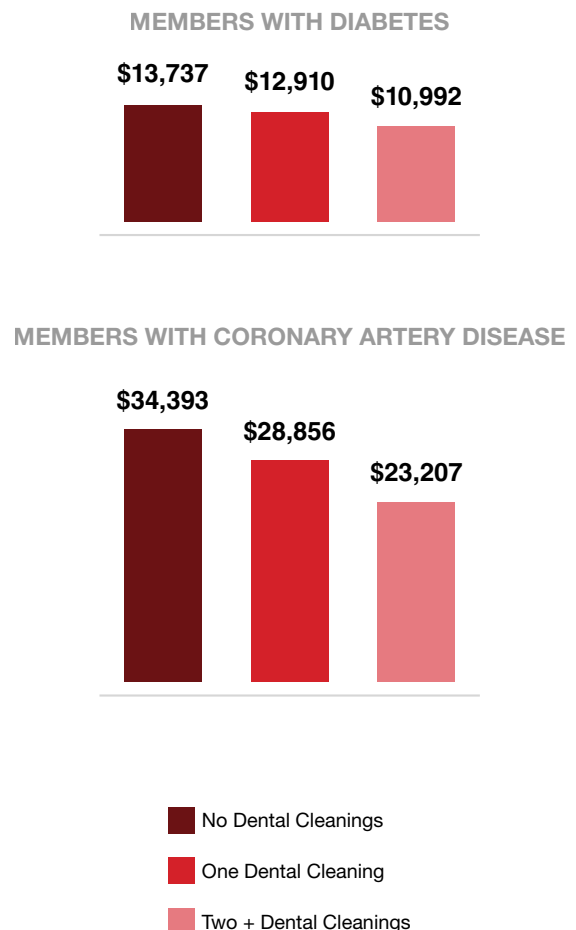 MEMBERS WITH DIABETES
$13,737
$12,910
$10,992
MEMBERS WITH CORONARY ARTERY DISEASE
$34,393
$28,856
$23,207
No Dental Cleanings
One Dental Cleaning
Two + Dental Cleanings